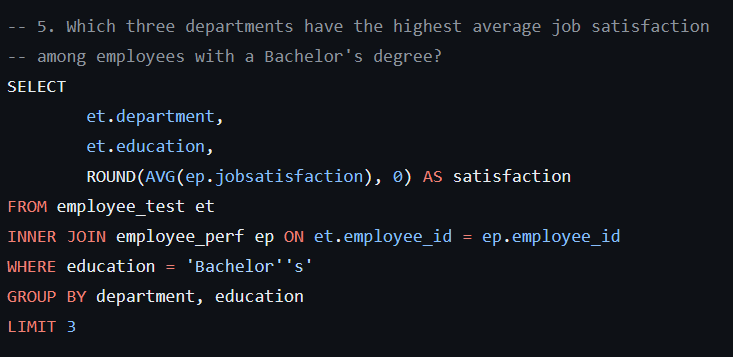 -- 5. Which three departments have the highest average job satisfaction
-- among employees with a Bachelor's degree?
SELECT
et.department,
et.education,
ROUND(AVG(ep.jobsatisfaction), 0) AS satisfaction
FROM employee_test et
INNER JOIN employee_perf ep ON et.employee_id = ep.employee_id
WHERE education = 'Bachelor''s'
GROUP BY department, education
LIMIT 3